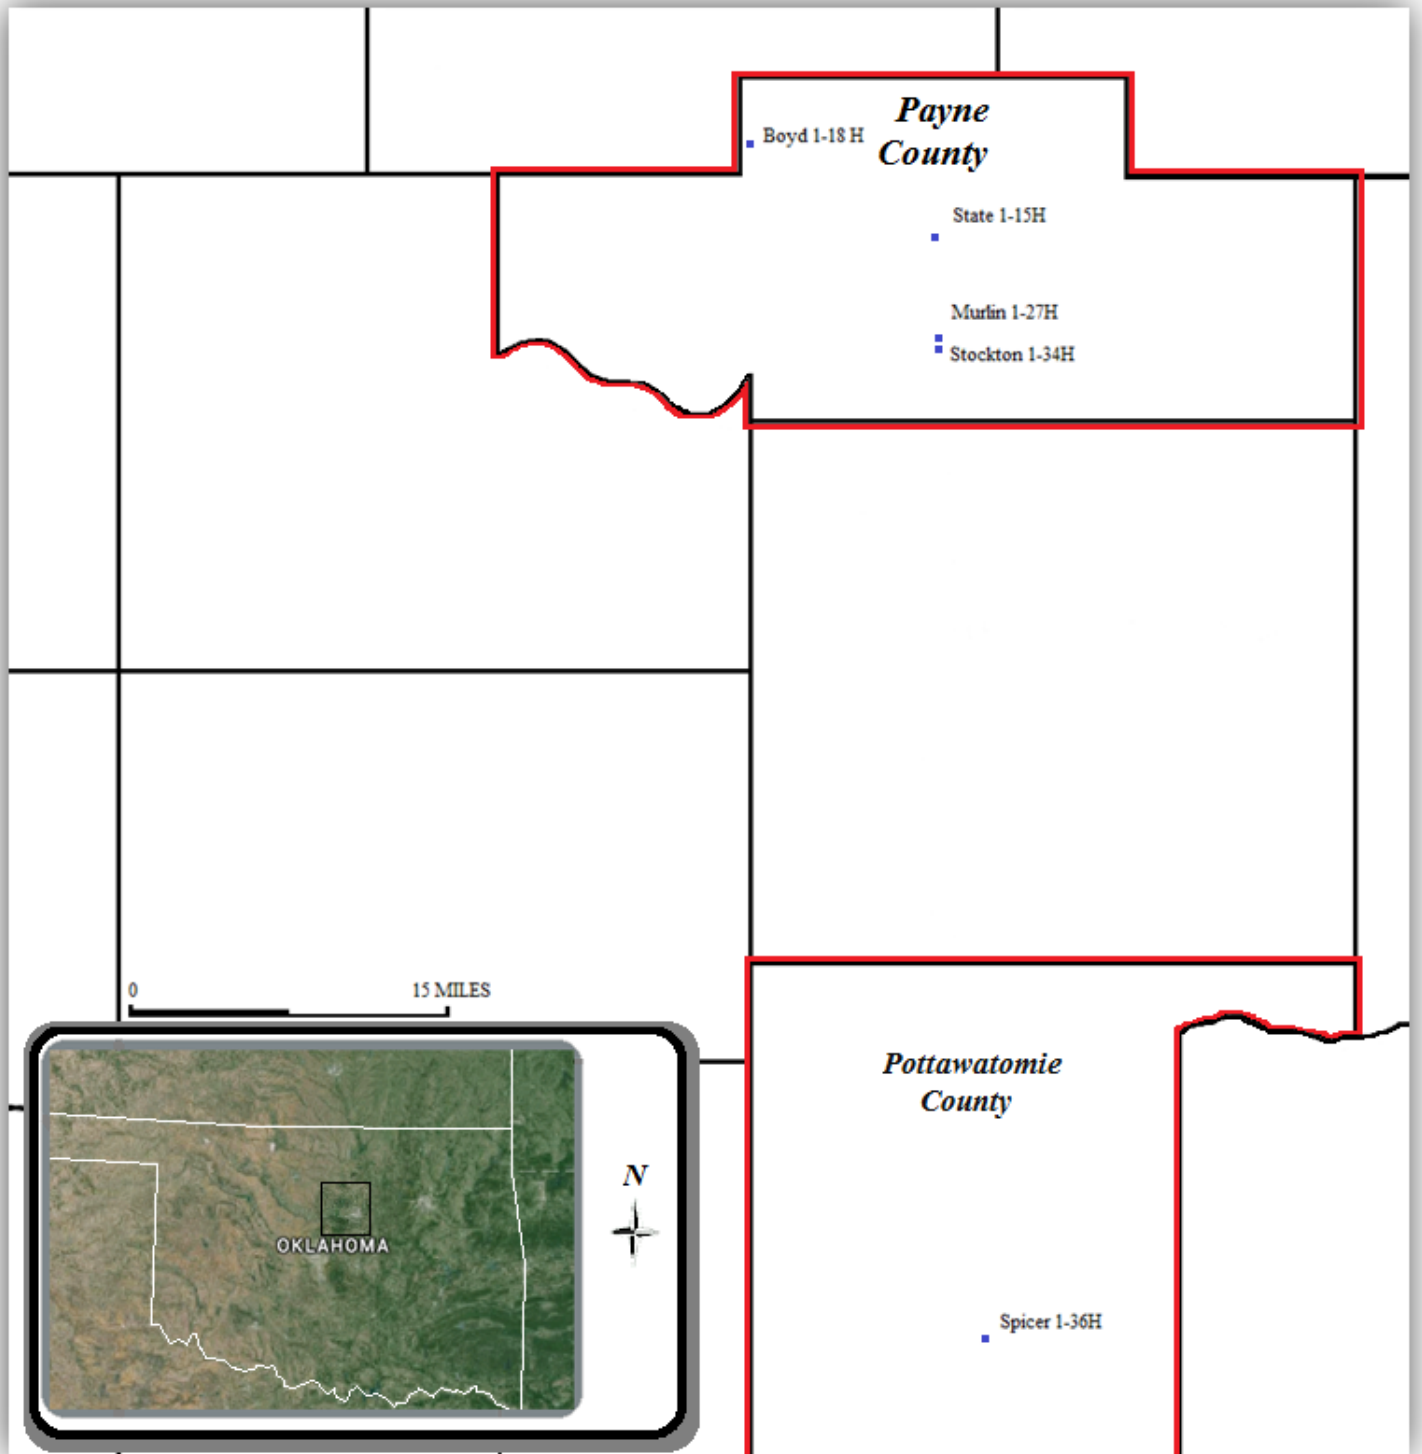 Payne
County
Boyd 1-18 H
State 1-15H
Murlin 1-27H
Stockton 1-34H
0 15 MILES
Pottawatomie
County
N
OKLAHOMA
Spicer 1-36H